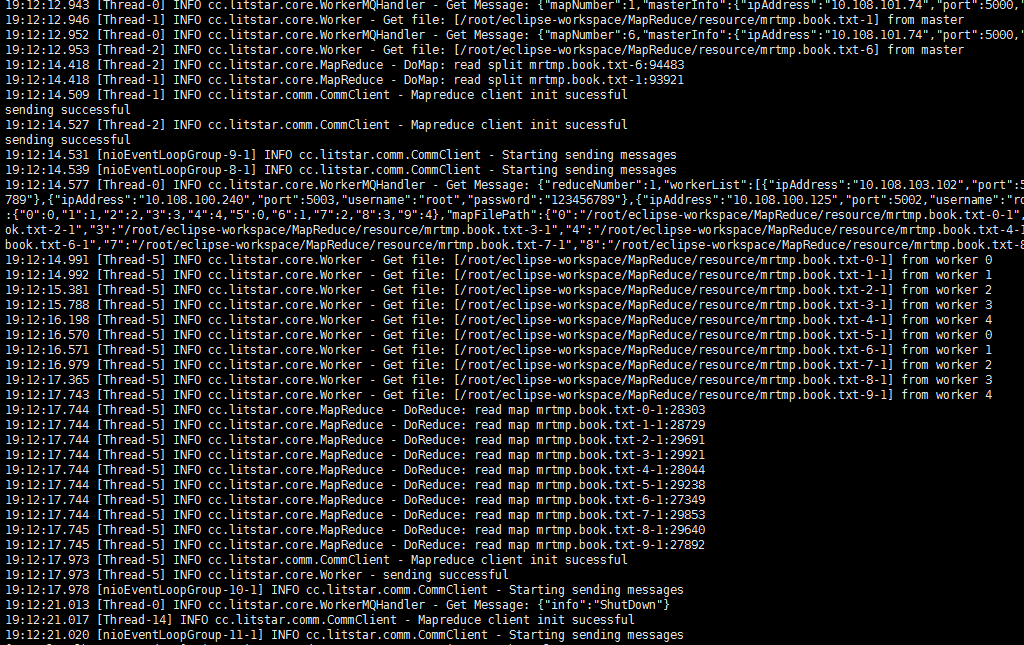 19:12:12.943 [Thread-0] INFO cc.litstar.core.WorkerMQHandler - Get Message: {"mapNumber":1,"masterInfo":{"ipAddress":"10.108.101.74","port":5000,"
19:12:12.946 [Thread-1] INFO cc.litstar.core.Worker - Get file: [/root/eclipse-workspace/MapReduce/resource/mrtmp.book.txt-1] from master
19:12:12.952 [Thread-0] INFO cc.litstar.core.WorkerMQHandler - Get Message: {"mapNumber":6,"masterInfo":{"ipAddress":"10.108.101.74","port":5000,"
19:12:12.953 [Thread-2] INFO cc.litstar.core.Worker - Get file: [/root/eclipse-workspace/MapReduce/resource/mrtmp.book.txt-6] from master
19:12:14.418 [Thread-2] INFO cc.litstar.core.MapReduce - DoMap: read split mrtmp.book.txt-6:94483
19:12:14.418 [Thread-1] INFO cc.litstar.core.MapReduce - DoMap: read split mrtmp.book.txt-1:93921
19:12:14.509 [Thread-1] INFO cc.litstar.comm.CommClient - Mapreduce client init sucessful
sending successful
19:12:14.527 [Thread-2] INFO cc.litstar.comm.CommClient - Mapreduce client init sucessful
sending successful
19:12:14.531 [nioEventLoopGroup-9-1] INFO cc.litstar.comm.CommClient - Starting sending messages
19:12:14.539 [nioEventLoopGroup-8-1] INFO cc.litstar.comm.CommClient - Starting sending messages
19:12:14.577 [Thread-0] INFO cc.litstar.core.WorkerMQHandler - Get Message: {"reduceNumber":1,"workerList":[{"ipAddress":"10.108.103.102","port":5
789"},{"ipAddress":"10.108.100.240","port":5003,"username":"root","password":"123456789"},{"ipAddress":"10.108.100.125","port":5002,"username":"ro
:{"0":0,"1":1,"2":2,"3":3,"4":4,"5":0,"6":1,"7":2,"8":3,"9":4},"mapFilePath":{"0":"/root/eclipse-workspace/MapReduce/resource/mrtmp.book.txt-0-1",
ok.txt-2-1","3":"/root/eclipse-workspace/MapReduce/resource/mrtmp.book.txt-3-1","4":"/root/eclipse-workspace/MapReduce/resource/mrtmp.book.txt-4-1
book.txt-6-1","7":"/root/eclipse-workspace/MapReduce/resource/mrtmp.book.txt-7-1","8":"/root/eclipse-workspace/MapReduce/resource/mrtmp.book.txt-8
19:12:14.991 [Thread-5] INFO cc.litstar.core.Worker - Get file: [/root/eclipse-workspace/MapReduce/resource/mrtmp.book.txt-0-1] from worker 0
19:12:14.992 [Thread-5] INFO cc.litstar.core.Worker - Get file: [/root/eclipse-workspace/MapReduce/resource/mrtmp.book.txt-1-1] from worker 1
19:12:15.381 [Thread-5] INFO cc.litstar.core.Worker - Get file: [/root/eclipse-workspace/MapReduce/resource/mrtmp.book.txt-2-1] from worker 2
19:12:15.788 [Thread-5] INFO cc.litstar.core.Worker - Get file: [/root/eclipse-workspace/MapReduce/resource/mrtmp.book.txt-3-1] from worker 3
19:12:16.198 [Thread-5] INFO cc.litstar.core.Worker - Get file: [/root/eclipse-workspace/MapReduce/resource/mrtmp.book.txt-4-1] from worker 4
19:12:16.570 [Thread-5] INFO cc.litstar.core.Worker - Get file: [/root/eclipse-workspace/MapReduce/resource/mrtmp.book.txt-5-1] from worker 0
19:12:16.571 [Thread-5] INFO cc.litstar.core.Worker - Get file: [/root/eclipse-workspace/MapReduce/resource/mrtmp.book.txt-6-1] from worker 1
19:12:16.979 [Thread-5] INFO cc.litstar.core.Worker - Get file: [/root/eclipse-workspace/MapReduce/resource/mrtmp.book.txt-7-1] from worker 2
19:12:17.365 [Thread-5] INFO cc.litstar.core.Worker - Get file: [/root/eclipse-workspace/MapReduce/resource/mrtmp.book.txt-8-1] from worker 3
19:12:17.743 [Thread-5] INFO cc.litstar.core.Worker - Get file: [/root/eclipse-workspace/MapReduce/resource/mrtmp.book.txt-9-1] from worker 4
19:12:17.744 [Thread-5] INFO cc.litstar.core.MapReduce - DoReduce: read map mrtmp.book.txt-0-1:28303
19:12:17.744 [Thread-5] INFO cc.litstar.core.MapReduce - DoReduce: read map mrtmp.book.txt-1-1:28729
19:12:17.744 [Thread-5] INFO cc.litstar.core.MapReduce - DoReduce: read map mrtmp.book.txt-2-1:29691
19:12:17.744 [Thread-5] INFO cc.litstar.core.MapReduce - DoReduce: read map mrtmp.book.txt-3-1:29921
19:12:17.744 [Thread-5] INFO cc.litstar.core.MapReduce - DoReduce: read map mrtmp.book.txt-4-1:28044
19:12:17.744 [Thread-5] INFO cc.litstar.core.MapReduce - DoReduce: read map mrtmp.book.txt-5-1:29238
19:12:17.744 [Thread-5] INFO cc.litstar.core.MapReduce - DoReduce: read map mrtmp.book.txt-6-1:27349
19:12:17.744 [Thread-5] INFO cc.litstar.core.MapReduce - DoReduce: read map mrtmp.book.txt-7-1:29853
19:12:17.745 [Thread-5] INFO cc.litstar.core.MapReduce - DoReduce: read map mrtmp.book.txt-8-1:29640
19:12:17.745 [Thread-5] INFO cc.litstar.core.MapReduce - DoReduce: read map mrtmp.book.txt-9-1:27892
19:12:17.973 [Thread-5] INFO cc.litstar.comm.CommClient - Mapreduce client init sucessful
19:12:17.973 [Thread-5] INFO cc.litstar.core.Worker - sending successful
19:12:17.978 [nioEventLoopGroup-10-1] INFO cc.litstar.comm.CommClient - Starting sending messages
19:12:21.013 [Thread-0] INFO cc.litstar.core.WorkerMQHandler - Get Message: {"info":"ShutDown"}
19:12:21.017 [Thread-14] INFO cc.litstar.comm.CommClient - Mapreduce client init sucessful
19:12:21.020 [nioEventLoopGroup-11-1] INFO cc.litstar.comm.CommClient - Starting sending messages